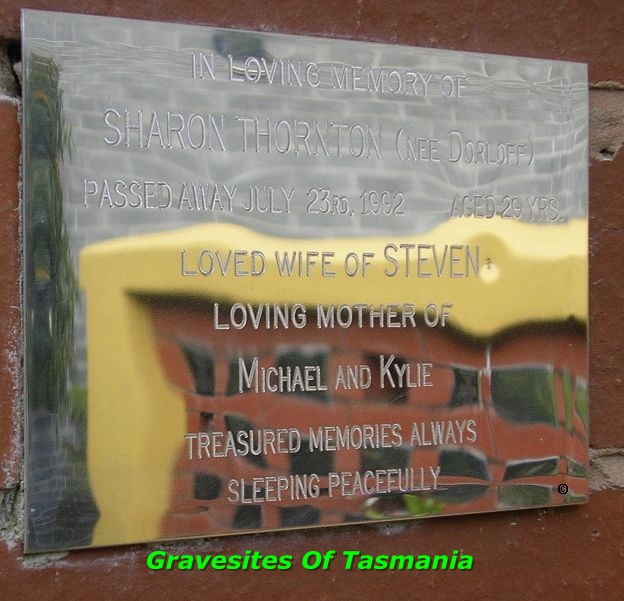 IN LOVING MEMORY OF
SHARON THORNTON (NEE DORLOFF)
PASSED AWAY JULY 23RD, 1992 AGED 29 YRS.
LOVED WIFE OF STEVEN
LOVING MOTHER OF
MICHAEL AND KYLIE
TREASURED MEMORIES ALWAYS
SLEEPING PEACEFULLY
©
Gravesites Of Tasmania